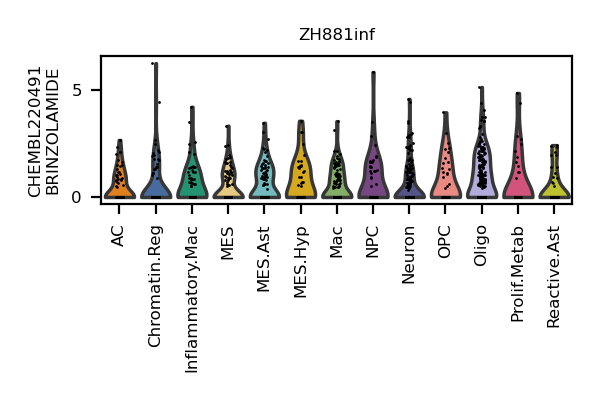 ZH881inf
CHEMBL220491
BRINZOLAMIDE
5
0
AC
Chromatin.Reg
Inflammatory.Mac
MES
MES.Ast
MES.Hyp
Mac
NPC
Neuron
OPC
Oligo
Prolif.Metab
Reactive.Ast